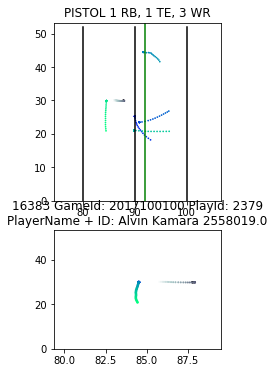 PISTOL 1 RB, 1 TE, 3 WR
50
40
30
20
10
0
80 90 100
16383 GameId: 2017100100 PlayId: 2379
PlayerName + ID: Alvin Kamara 2558019.0
40
20
0
80.0 82.5 85.0 87.5